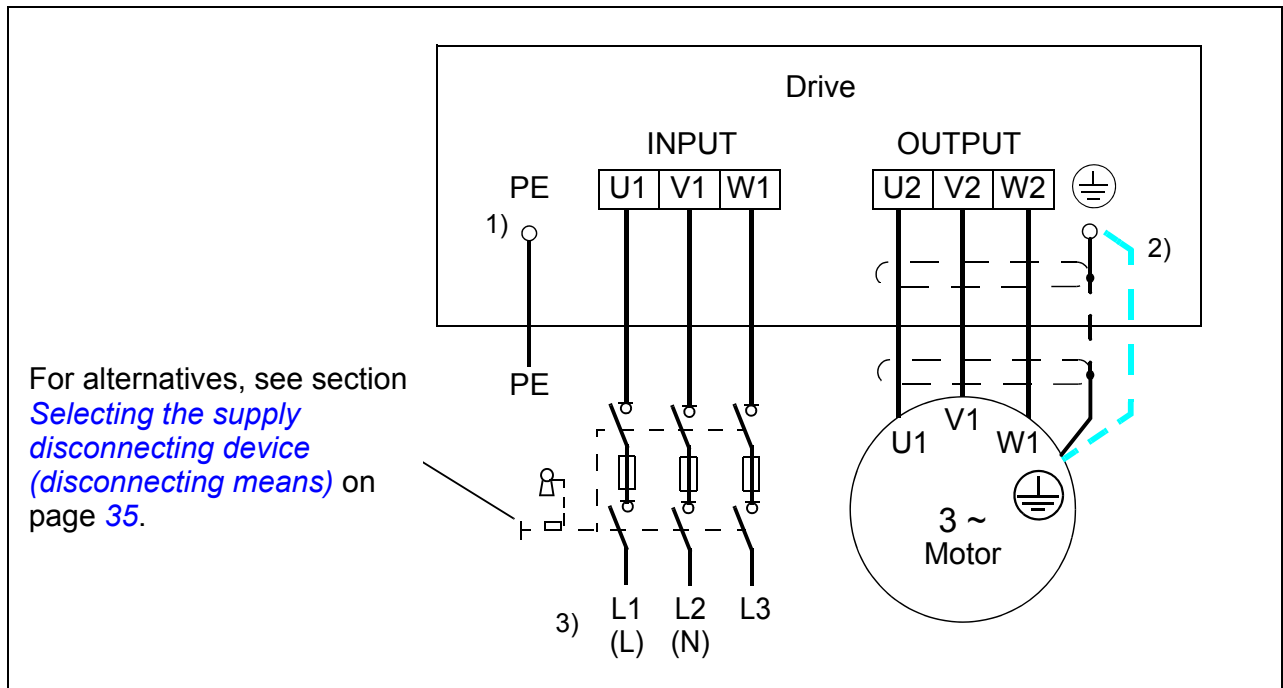 Drive
INPUT
OUTPUT
PE
U1 V1 W1
U2 V2 W2
1)
2)
For alternatives, see section
Selecting the supply
disconnecting device
(disconnecting means) on
page 35.
PE
U1
V1
W1
3 ~
Motor
3)
L1
L2
L3
(L)
(N)